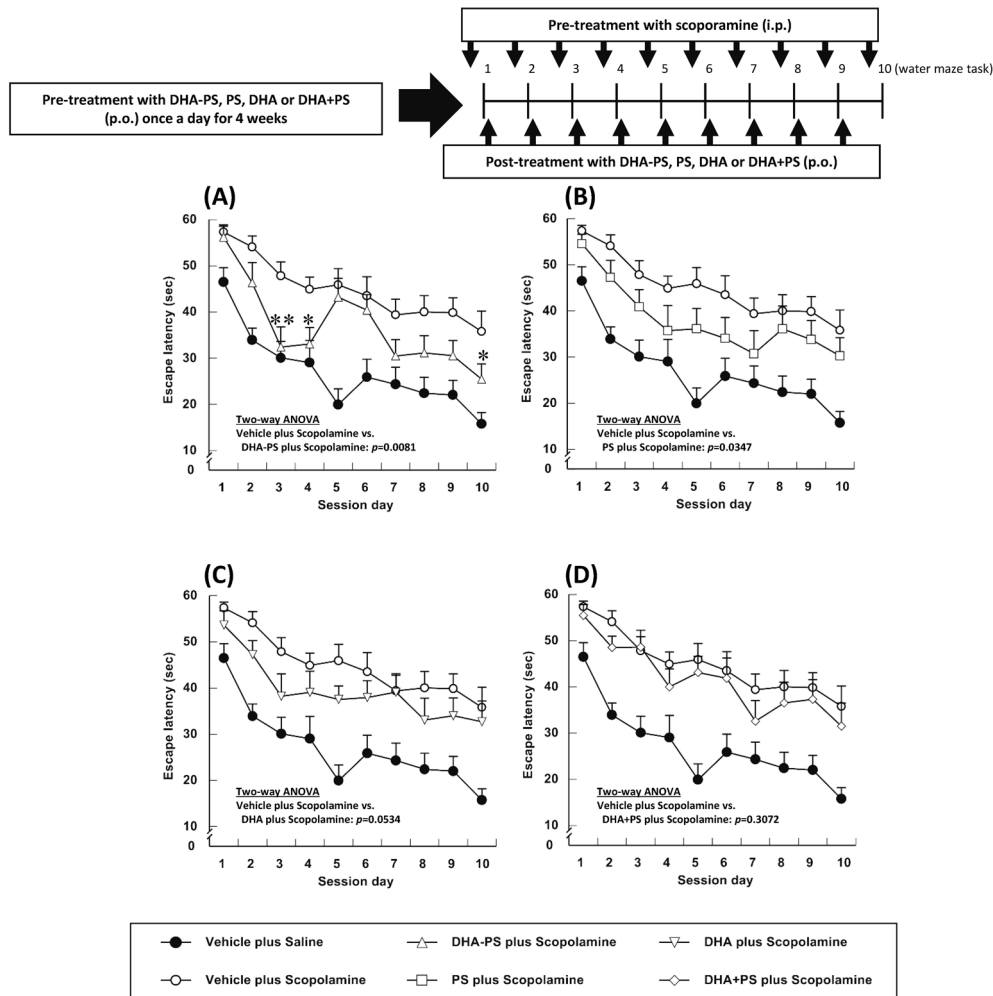 Pre-treatment with scoporamine (i.p.)
1 2 3 4 5 6 7 8 9 10 (water maze task)
Pre-treatment with DHA-PS, PS, DHA or DHA+PS
(p.o.) once a day for 4 weeks
Post-treatment with DHA-PS, PS, DHA or DHA+PS (p.o.)
(A)
60
50
40
30
20
10
0
Escape latency (sec)
** *
*
Two-way ANOVA
Vehicle plus Scopolamine vs.
DHA-PS plus Scopolamine: p=0.0081
1 2 3 4 5 6 7 8 9 10
Session day
(B)
60
50
40
30
20
10
0
Escape latency (sec)
Two-way ANOVA
Vehicle plus Scopolamine vs.
PS plus Scopolamine: p=0.0347
1 2 3 4 5 6 7 8 9 10
Session day
(C)
60
50
40
30
20
10
0
Escape latency (sec)
Two-way ANOVA
Vehicle plus Scopolamine vs.
DHA plus Scopolamine: p=0.0534
1 2 3 4 5 6 7 8 9 10
Session day
(D)
60
50
40
30
20
10
0
Escape latency (sec)
Two-way ANOVA
Vehicle plus Scopolamine vs.
DHA+PS plus Scopolamine: p=0.3072
1 2 3 4 5 6 7 8 9 10
Session day
Vehicle plus Saline DHA-PS plus Scopolamine DHA plus Scopolamine
Vehicle plus Scopolamine PS plus Scopolamine DHA+PS plus Scopolamine